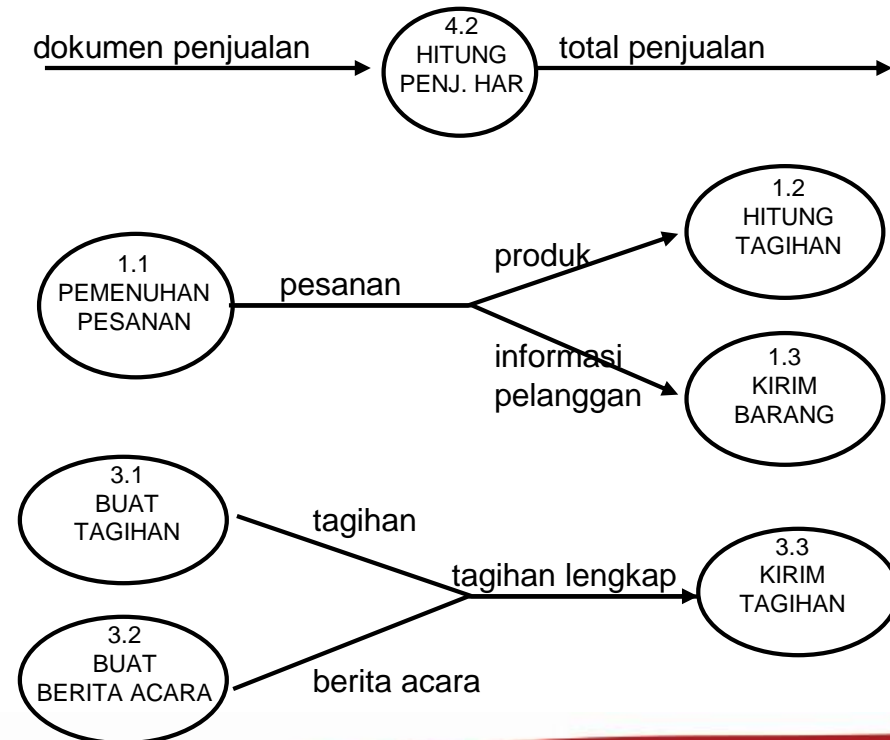 dokumen penjualan
4.2
HITUNG
PENJ. HAR
total penjualan
1.1
PEMENUHAN
PESANAN
pesanan
produk
1.2
HITUNG
TAGIHAN
informasi
pelanggan
1.3
KIRIM
BARANG
3.1
BUAT
TAGIHAN
tagihan
tagihan lengkap
3.3
KIRIM
TAGIHAN
3.2
BUAT
BERITA ACARA
berita acara